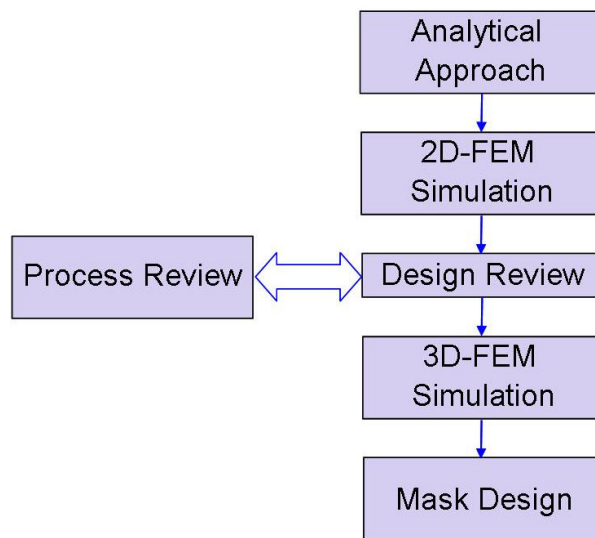 Analytical
Approach
2D-FEM
Simulation
Process Review
Design Review
3D-FEM
Simulation
Mask Design